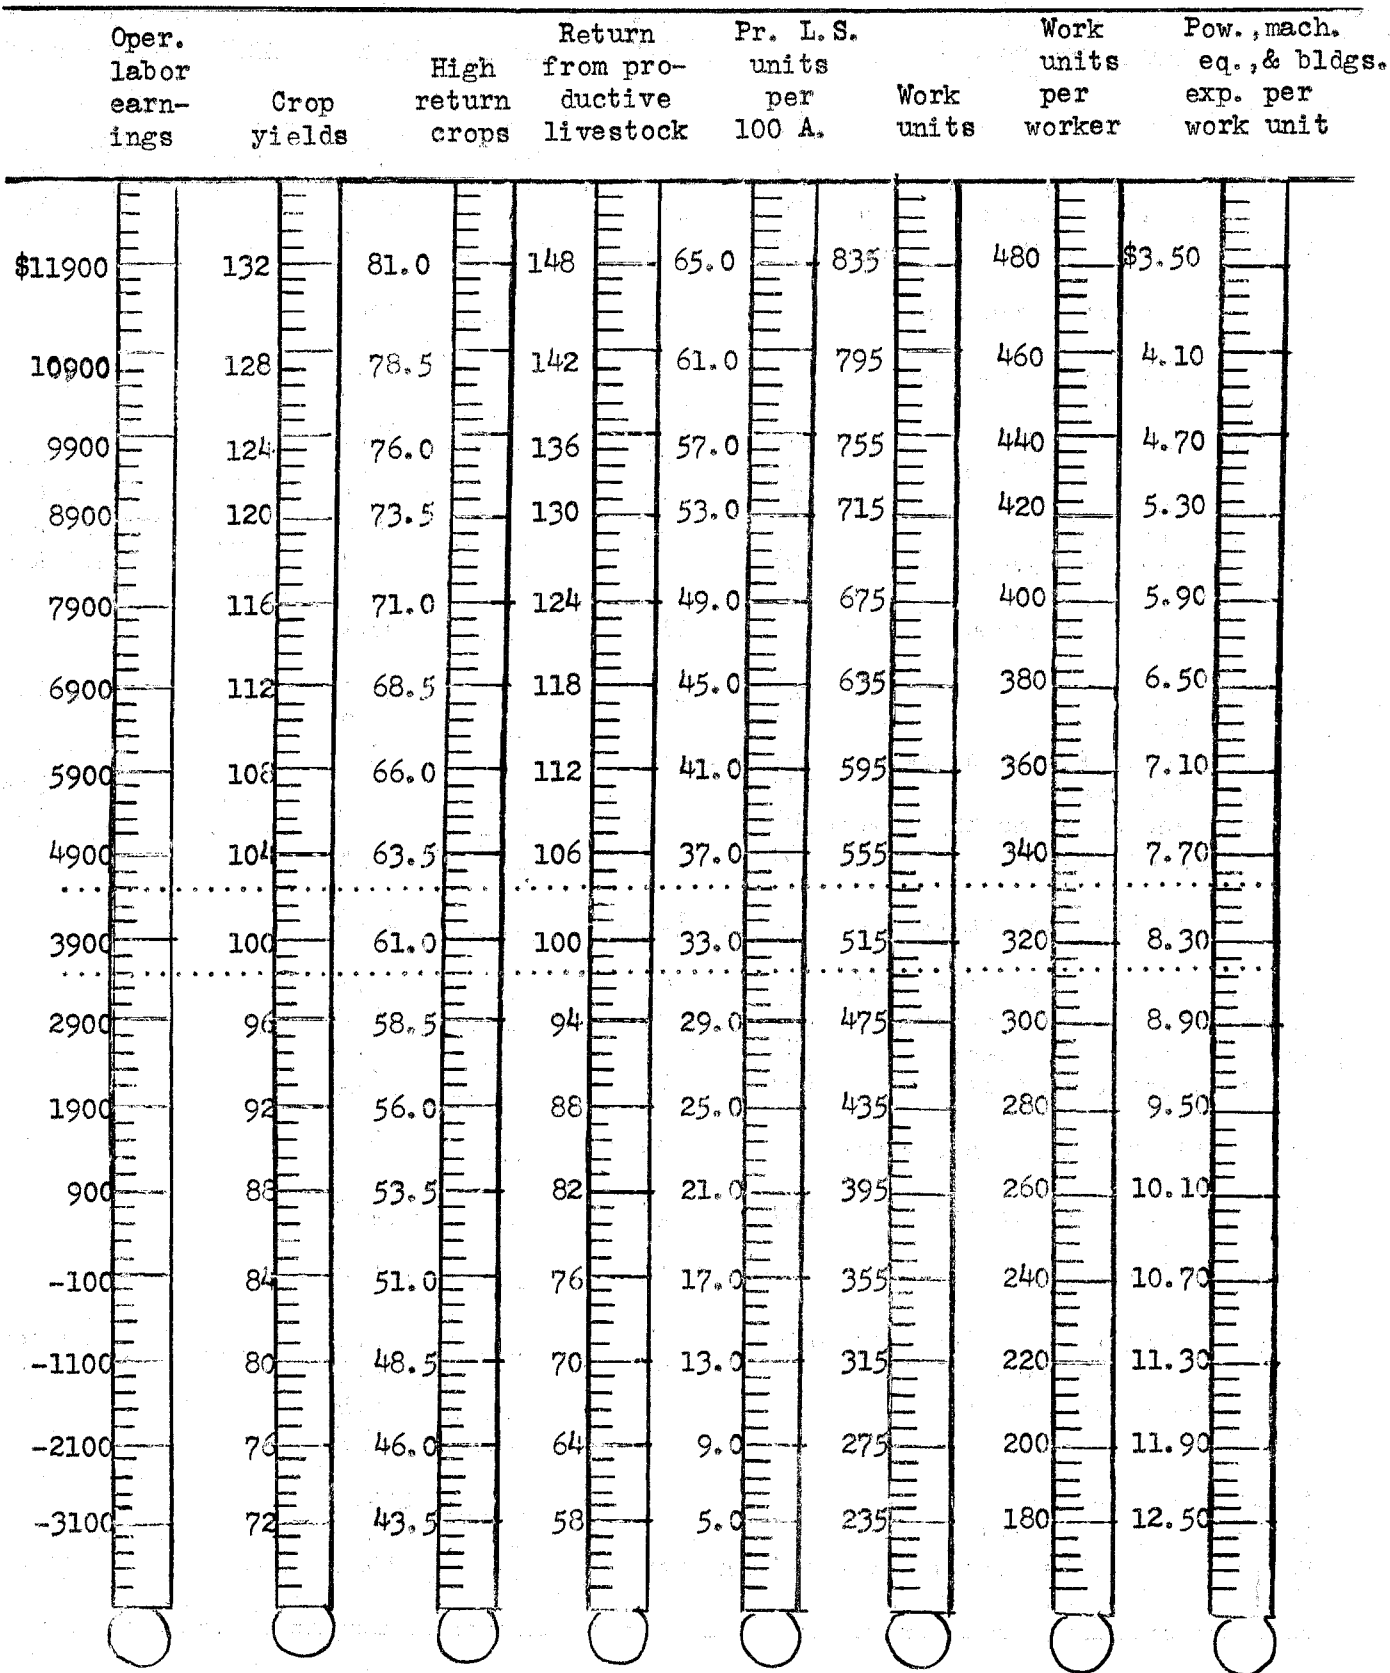 Oper. labor earn- ings
Crop yields
High return crops
Return from pro- ductive livestock
Pr. L.S. units per 100 A.
Work units
Work units per worker
Pow., mach. eq., & bldgs. exp. per work unit
$11900 132 81.0 148 65.0 835 480 $3.50
10900 128 78.5 142 61.0 795 460 4.10
9900 124 76.0 136 57.0 755 440 4.70
8900 120 73.5 130 53.0 715 420 5.30
7900 116 71.0 124 49.0 675 400 5.90
6900 112 68.5 118 45.0 635 380 6.50
5900 108 66.0 112 41.0 595 360 7.10
4900 104 63.5 106 37.0 555 340 7.70
3900 100 61.0 100 33.0 515 320 8.30
2900 96 58.5 94 29.0 475 300 8.90
1900 92 56.0 88 25.0 435 280 9.50
900 88 53.5 82 21.0 395 260 10.10
-100 84 51.0 76 17.0 355 240 10.70
-1100 80 48.5 70 13.0 315 220 11.30
-2100 76 46.0 64 9.0 275 200 11.90
-3100 72 43.5 58 5.0 235 180 12.50